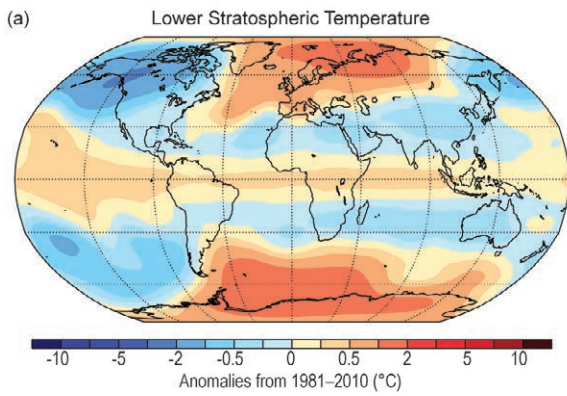 (a) Lower Stratospheric Temperature
-10 -5 -2 -0.5 0 0.5 2 5 10
Anomalies from 1981–2010 (°C)